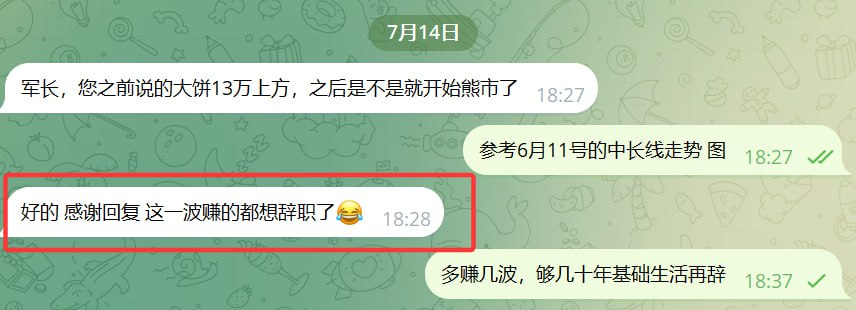 7月14日
军长，您之前说的大饼13万上方，之后是不是就开始熊市了 18:27
参考6月11号的中长线走势 图 18:27
好的 感谢回复 这一波赚的都想辞职了😂 18:28
多赚几波，够几十年基础生活再辞 18:37